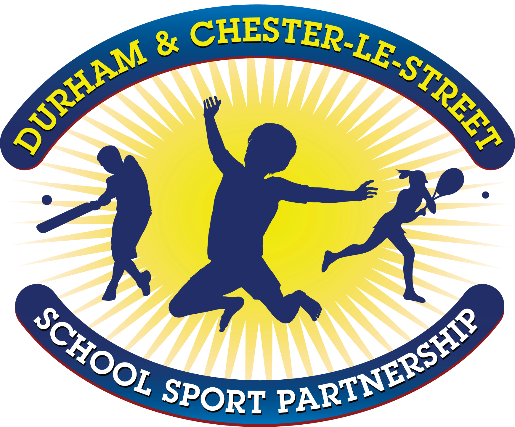 DURHAM & CHESTER-LE-STREET
SCHOOL SPORT PARTNERSHIP